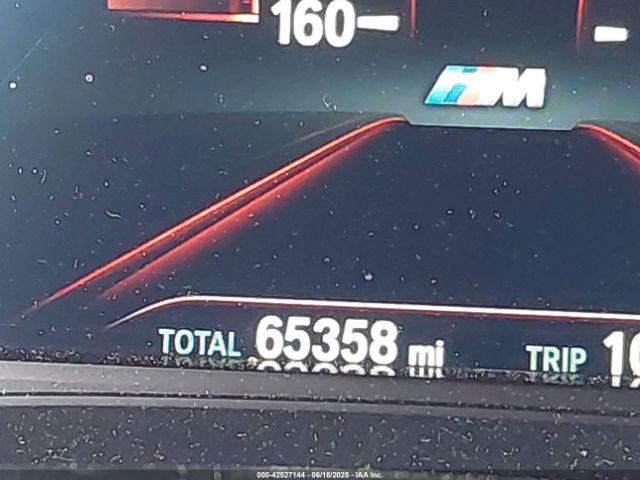 160
M
TOTAL 65358 mi TRIP
000-42527144 - 06/18/2025 - IAA Inc.